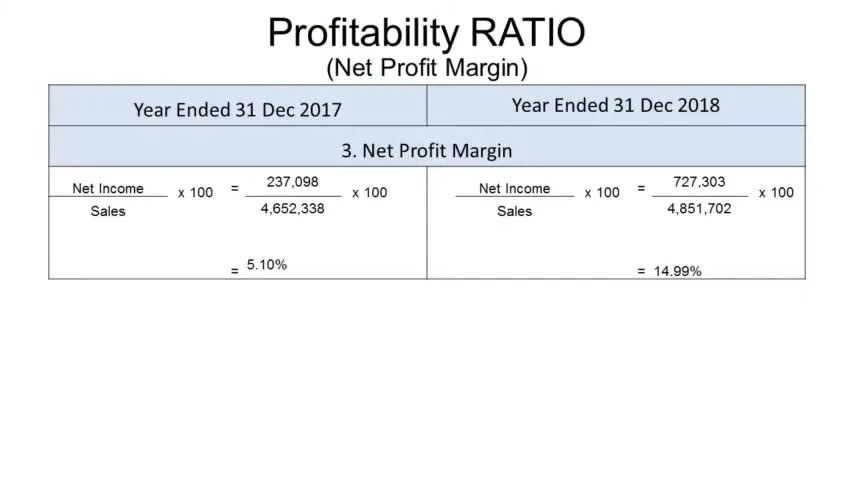 Profitability RATIO
(Net Profit Margin)
Year Ended 31 Dec 2017
Year Ended 31 Dec 2018
3. Net Profit Margin
Net Income
Sales
x 100
=
237,098
4,652,338
x 100
= 5.10%
Net Income
Sales
x 100
=
727,303
4,851,702
x 100
= 14.99%